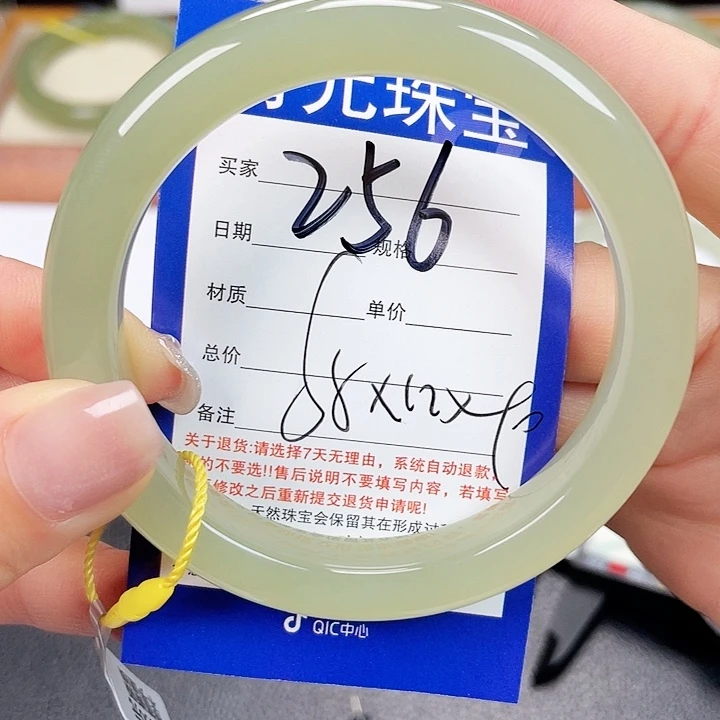 元珠宝
买家 256
日期 规格
材质 单价
总价
备注 58x12x
关于退货:请选择7天无理由，系统自动退款，
的不要选!!售后说明不要填写内容，若填写
修改之后重新提交退货申请呢!
天然珠宝会保留其在形成过
QIC中心